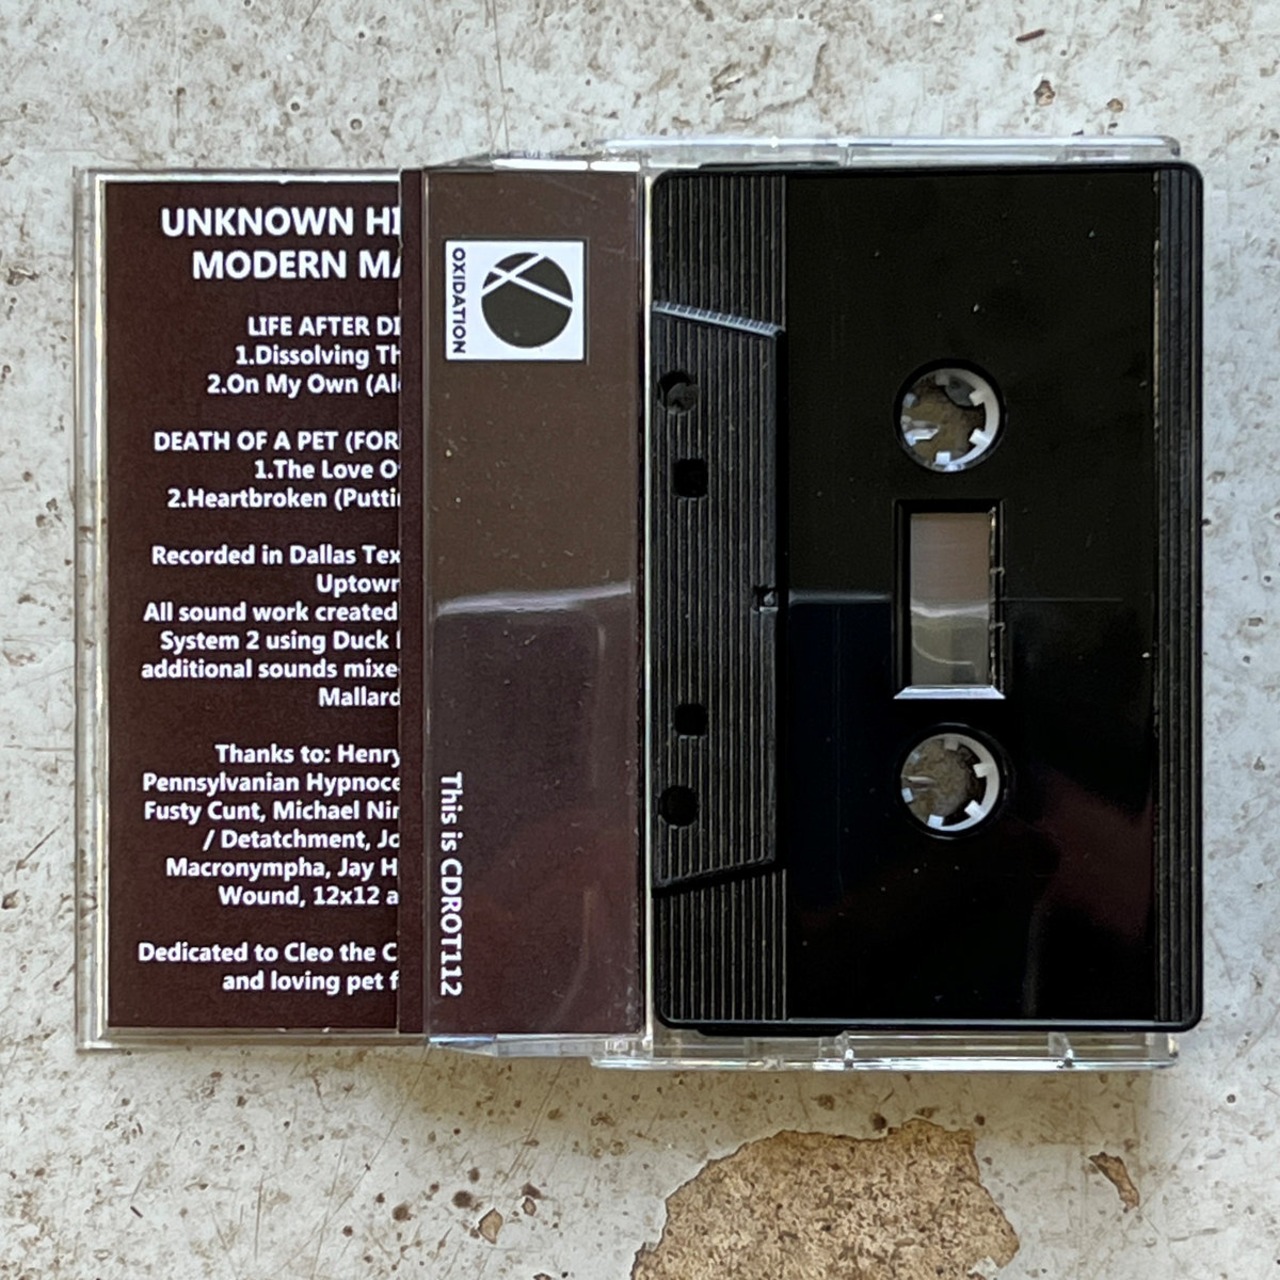 UNKNOWN HI
MODERN MA
LIFE AFTER DI
1.Dissolving Th
2.On My Own (Al
DEATH OF A PET (FOR
1.The Love O
2.Heartbroken (Putti
Recorded in Dallas Tex
Uptown
All sound work created
System 2 using Duck
additional sounds mixe
Mallard
Thanks to: Henry
Pennsylvanian Hypnoce
Fusty Cunt, Michael Nin
/ Detatchment, Jo
Macronympha, Jay H
Wound, 12x12 a
Dedicated to Cleo the C
and loving pet f
OXIDATION
This is CDROT112